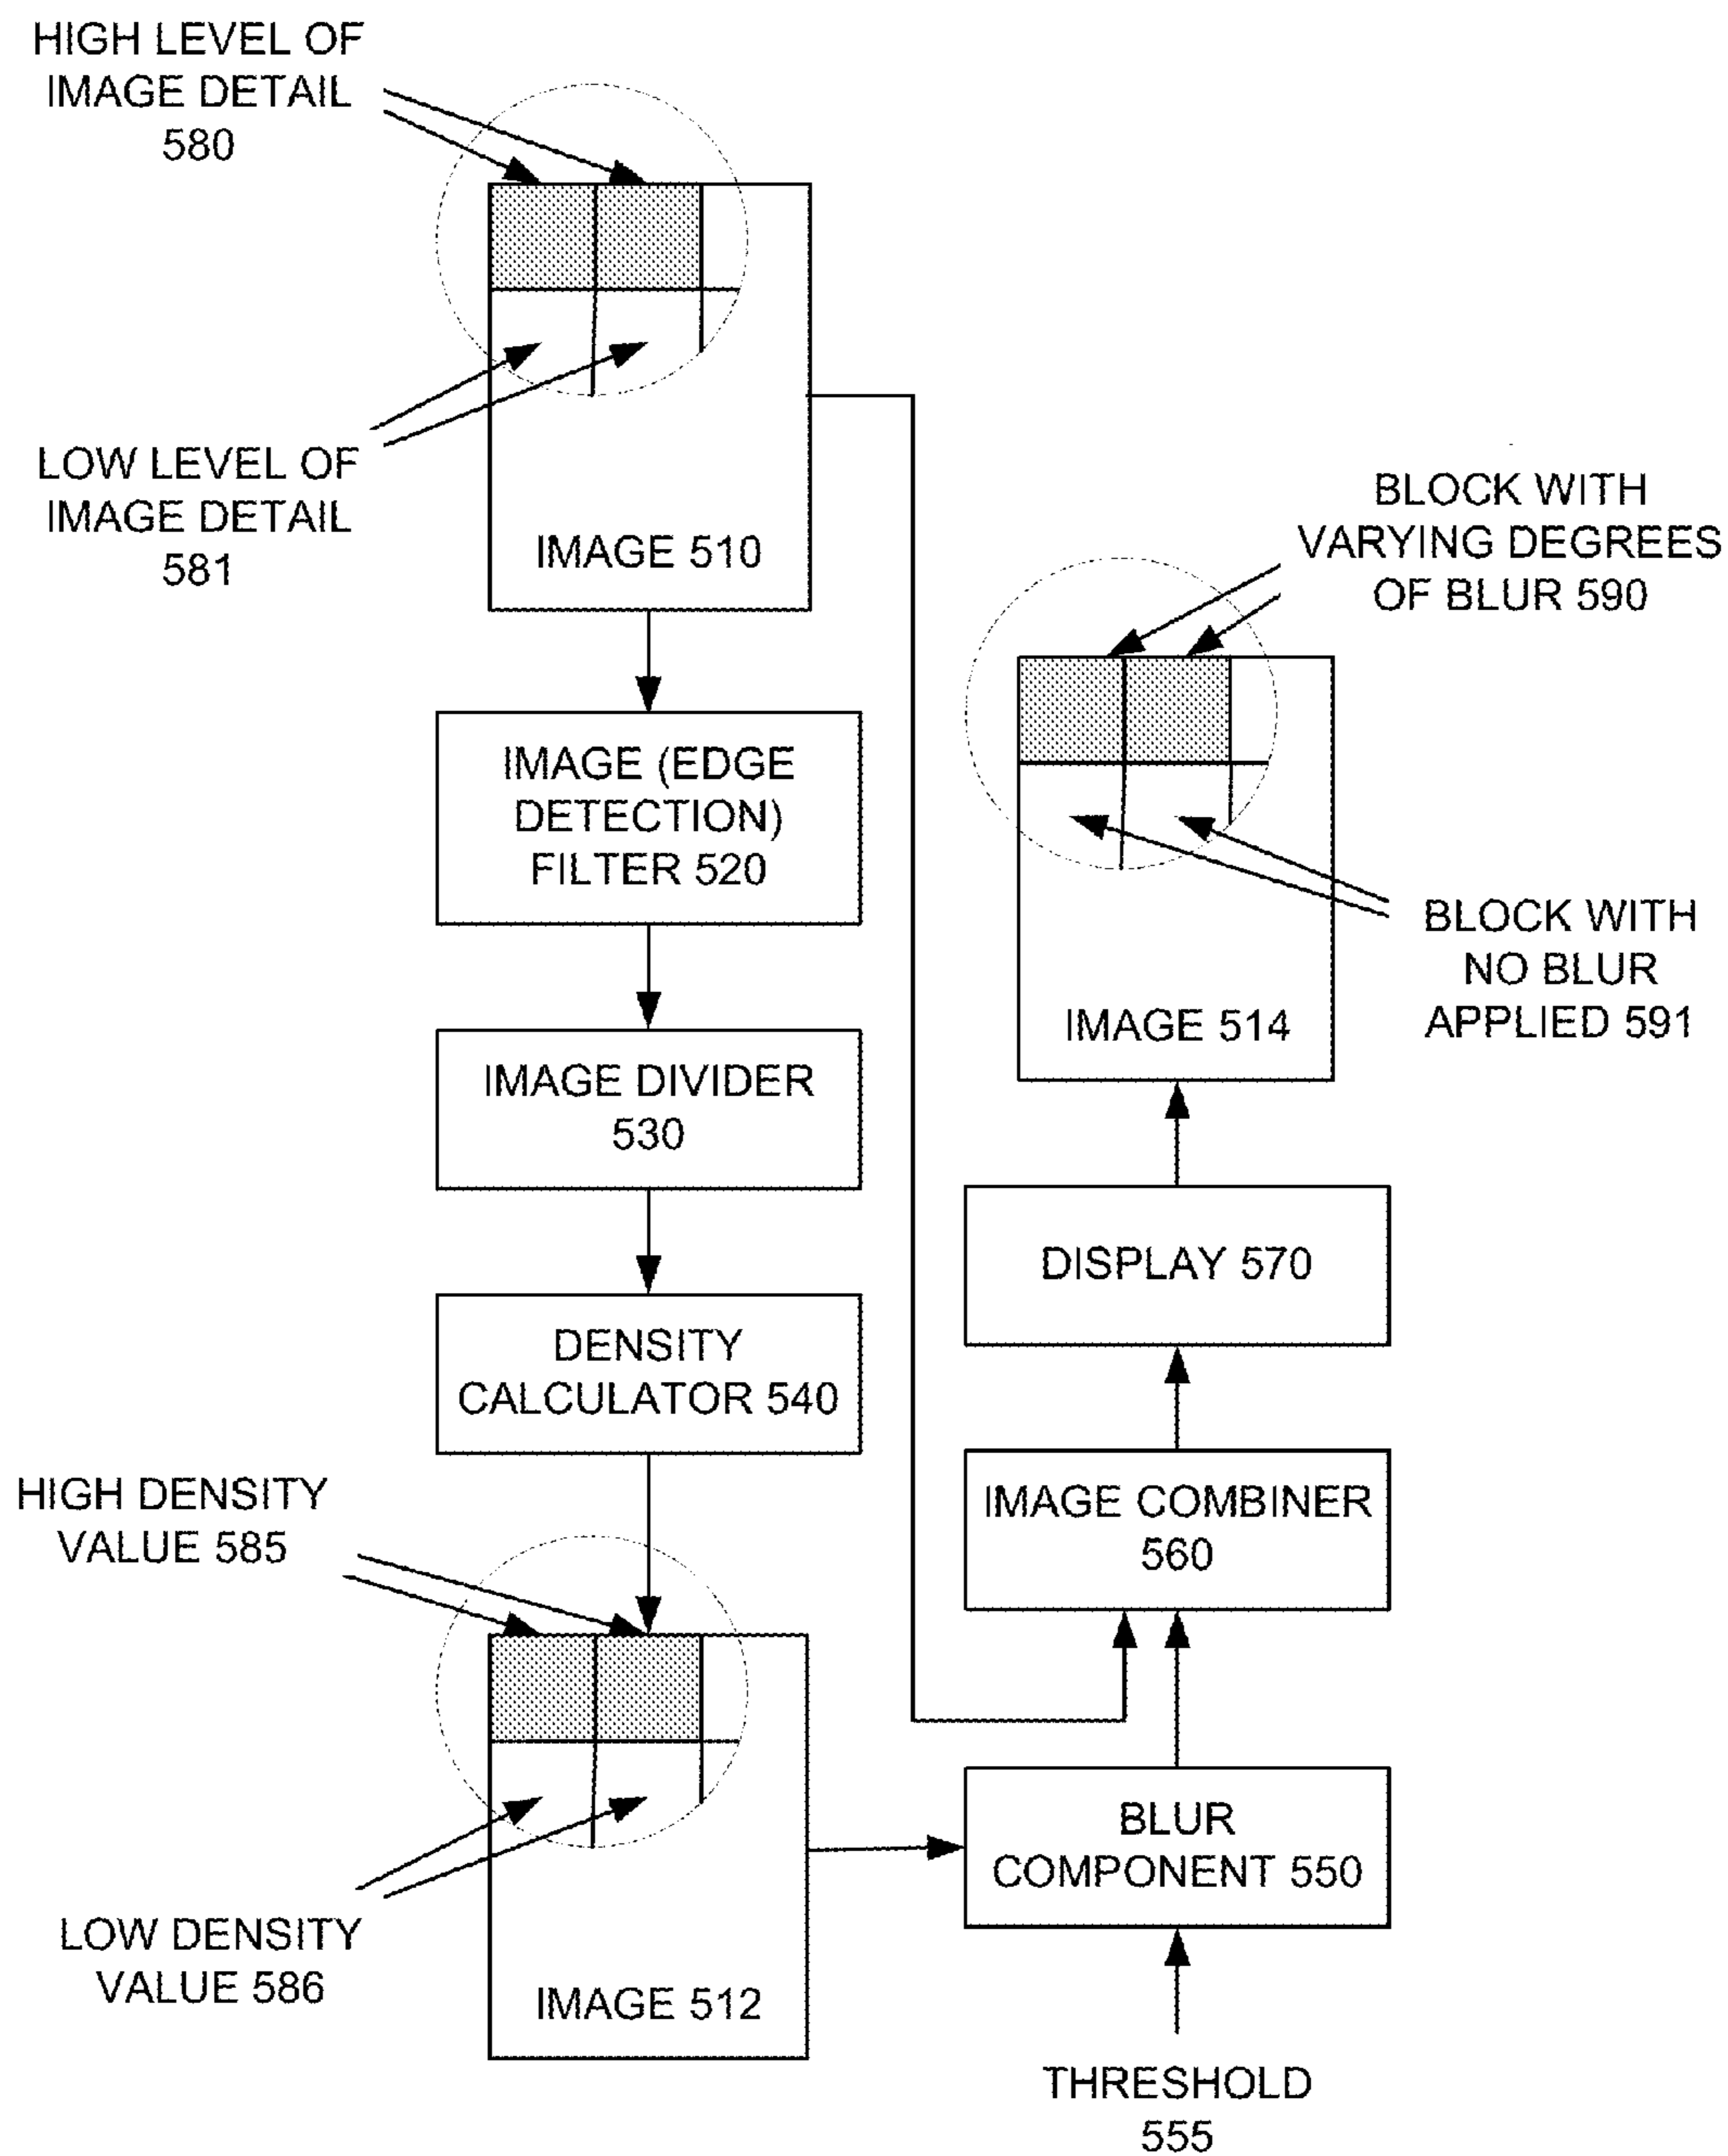 HIGH LEVEL OF
IMAGE DETAIL
580
LOW LEVEL OF
IMAGE DETAIL
581
IMAGE 510
IMAGE (EDGE
DETECTION)
FILTER 520
IMAGE DIVIDER
530
DENSITY
CALCULATOR 540
HIGH DENSITY
VALUE 585
LOW DENSITY
VALUE 586
IMAGE 512
BLOCK WITH
VARYING DEGREES
OF BLUR 590
BLOCK WITH
NO BLUR
APPLIED 591
IMAGE 514
DISPLAY 570
IMAGE COMBINER
560
BLUR
COMPONENT 550
THRESHOLD
555